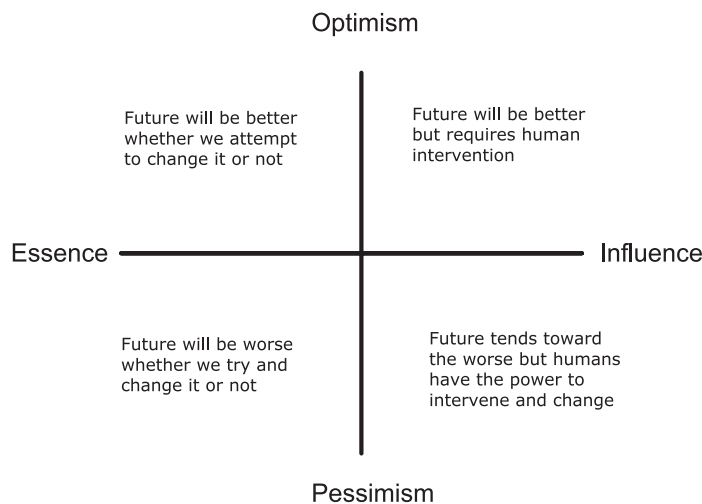 Optimism
Future will be better
whether we attempt
to change it or not
Future will be better
but requires human
intervention
Essence
Influence
Future will be worse
whether we try and
change it or not
Future tends toward
the worse but humans
have the power to
intervene and change
Pessimism